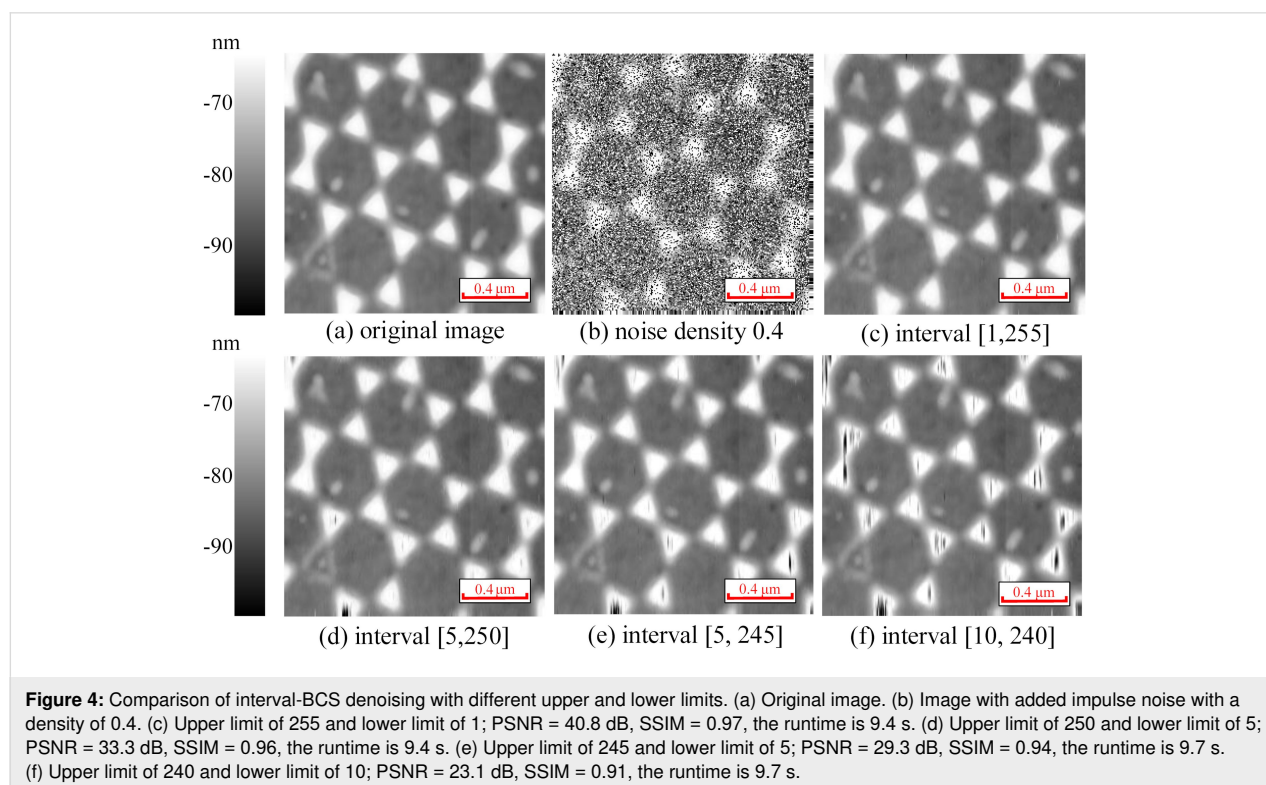 nm
-70
-80
-90
0.4 μm
0.4 μm
(a) original image
(b) noise density 0.4
(c) interval [1,255]
nm
-70
-80
-90
0.4 μm
0.4 μm
0.4 μm
(d) interval [5,250]
(e) interval [5, 245]
(f) interval [10, 240]
Figure 4: Comparison of interval-BCS denoising with different upper and lower limits. (a) Original image. (b) Image with added impulse noise with a
density of 0.4. (c) Upper limit of 255 and lower limit of 1; PSNR = 40.8 dB, SSIM = 0.97, the runtime is 9.4 s. (d) Upper limit of 250 and lower limit of 5;
PSNR = 33.3 dB, SSIM = 0.96, the runtime is 9.4 s. (e) Upper limit of 245 and lower limit of 5; PSNR = 29.3 dB, SSIM = 0.94, the runtime is 9.7 s.
(f) Upper limit of 240 and lower limit of 10; PSNR = 23.1 dB, SSIM = 0.91, the runtime is 9.7 s.